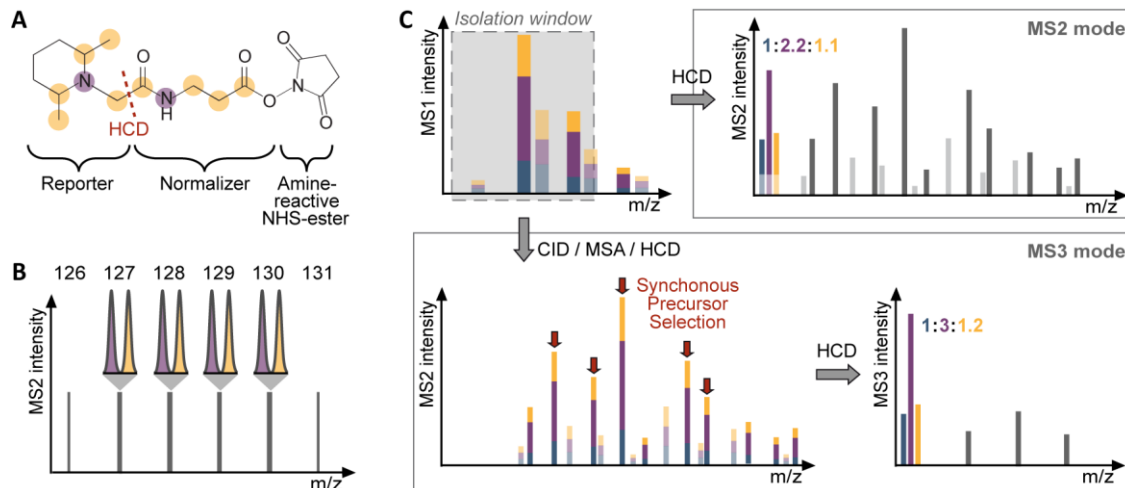 A
N
N
H
O
O
O
N
O
O
HCD
Reporter
Normalizer
Amine-
reactive
NHS-ester
B
126 127 128 129 130 131
MS2 intensity
m/z
C
Isolation window
MS1 intensity
m/z
HCD
MS2 mode
1:2.2:1.1
MS2 intensity
m/z
CID / MSA / HCD
MS3 mode
Synchonous
Precursor
Selection
MS2 intensity
m/z
HCD
1:3:1.2
MS3 intensity
m/z